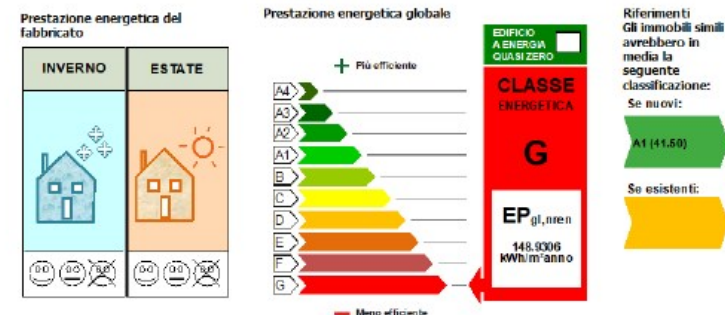 Prestazione energetica del
fabbricato
INVERNO
ESTATE
Prestazione energetica globale
+ Più efficiente
A4
A3
A2
A1
B
C
D
E
F
G
Meno efficiente
EDIFICIO
A ENERGIA
QUASI ZERO
CLASSE
ENERGETICA
G
EPgl,nren
148.9306
kWh/m²anno
Riferimenti
Gli immobili simili
avrebbero in
media la
seguente
classificazione:
Se nuovi:
A1 (41.50)
Se esistenti: